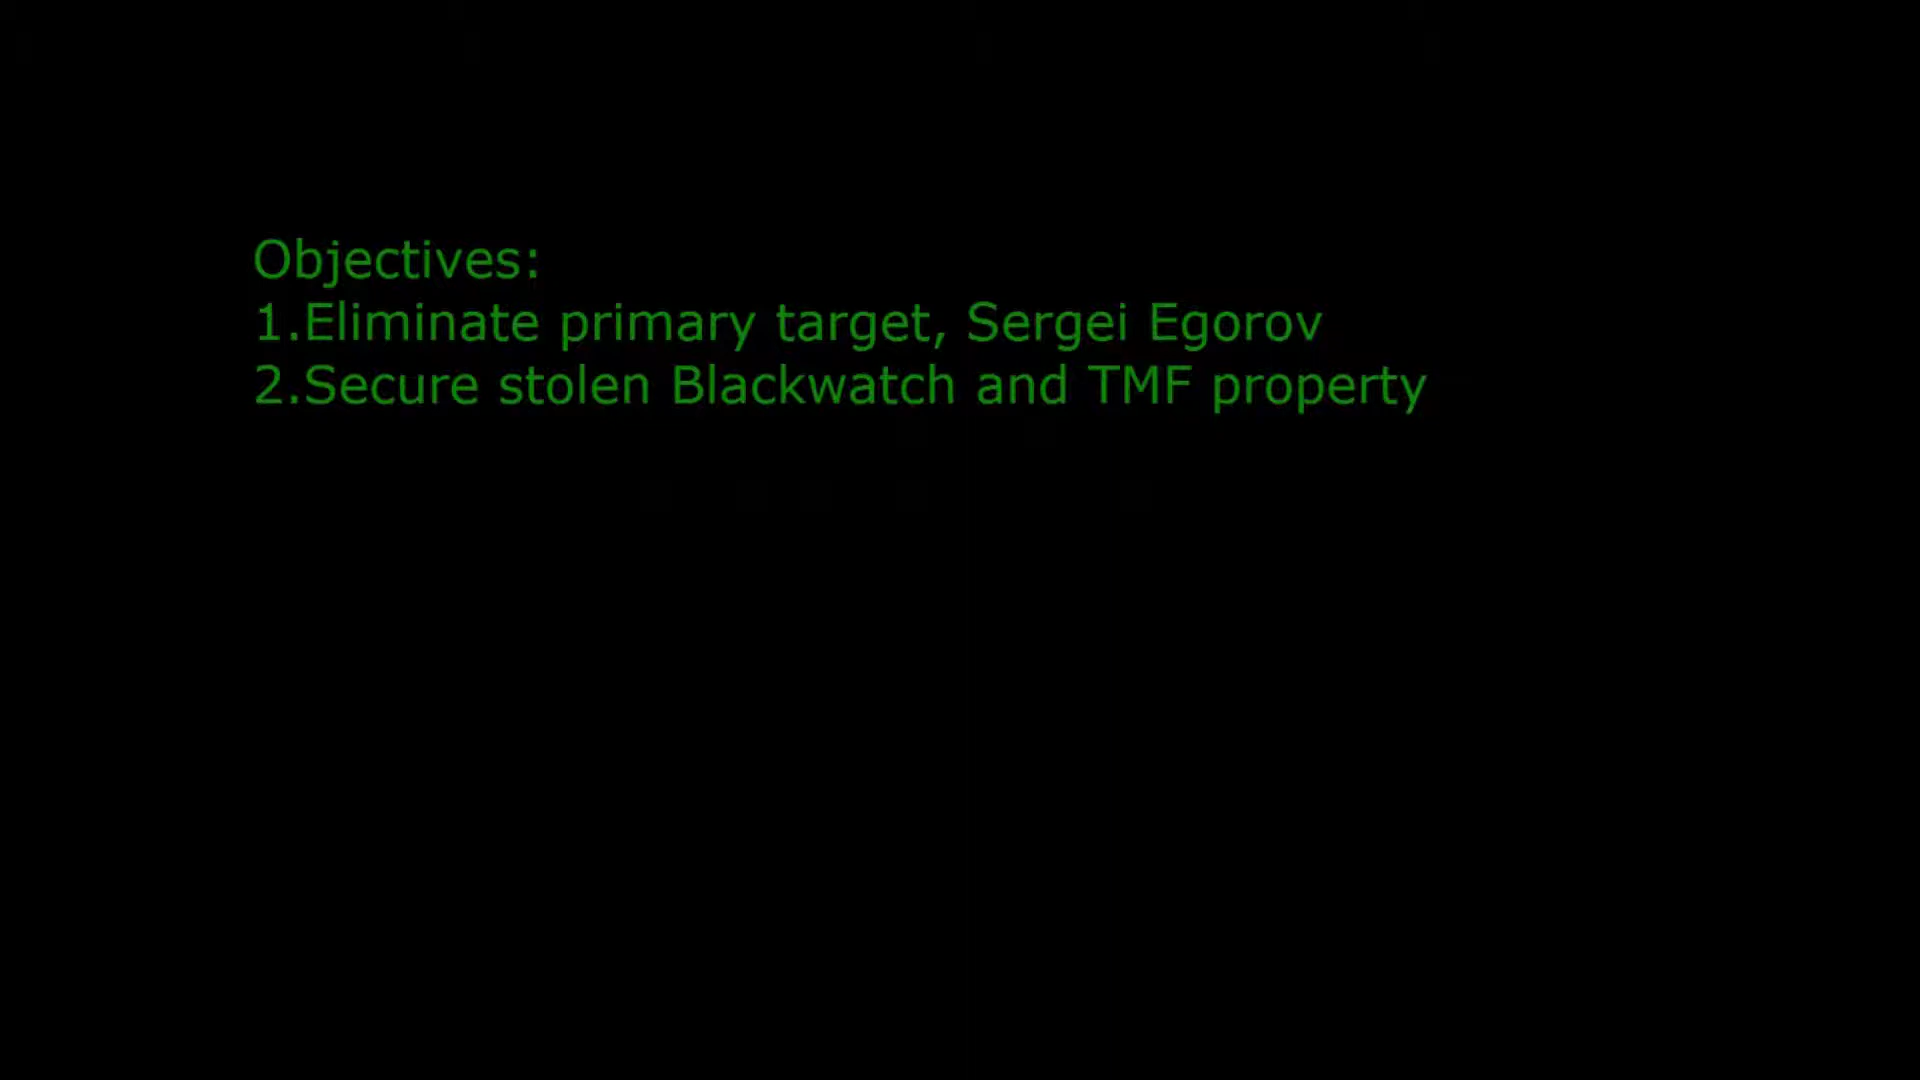 Objectives:
1.Eliminate primary target, Sergei Egorov
2.Secure stolen Blackwatch and TMF property